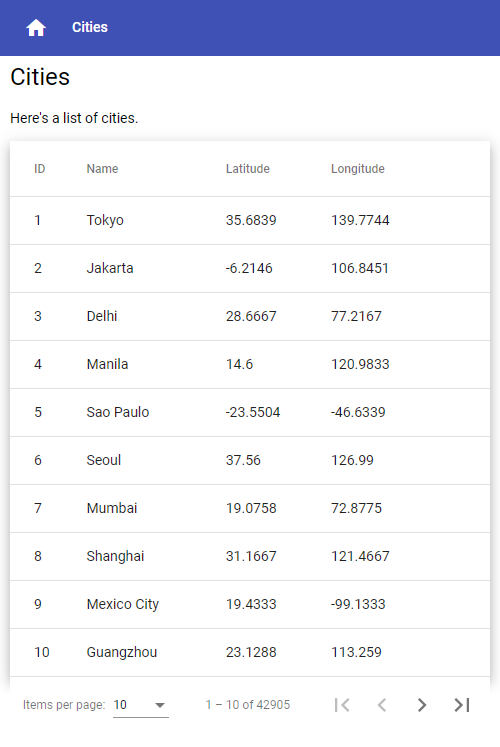 Cities
Cities
Here's a list of cities.
ID Name Latitude Longitude
1 Tokyo 35.6839 139.7744
2 Jakarta -6.2146 106.8451
3 Delhi 28.6667 77.2167
4 Manila 14.6 120.9833
5 Sao Paulo -23.5504 -46.6339
6 Seoul 37.56 126.99
7 Mumbai 19.0758 72.8775
8 Shanghai 31.1667 121.4667
9 Mexico City 19.4333 -99.1333
10 Guangzhou 23.1288 113.259
Items per page: 10 1 – 10 of 42905